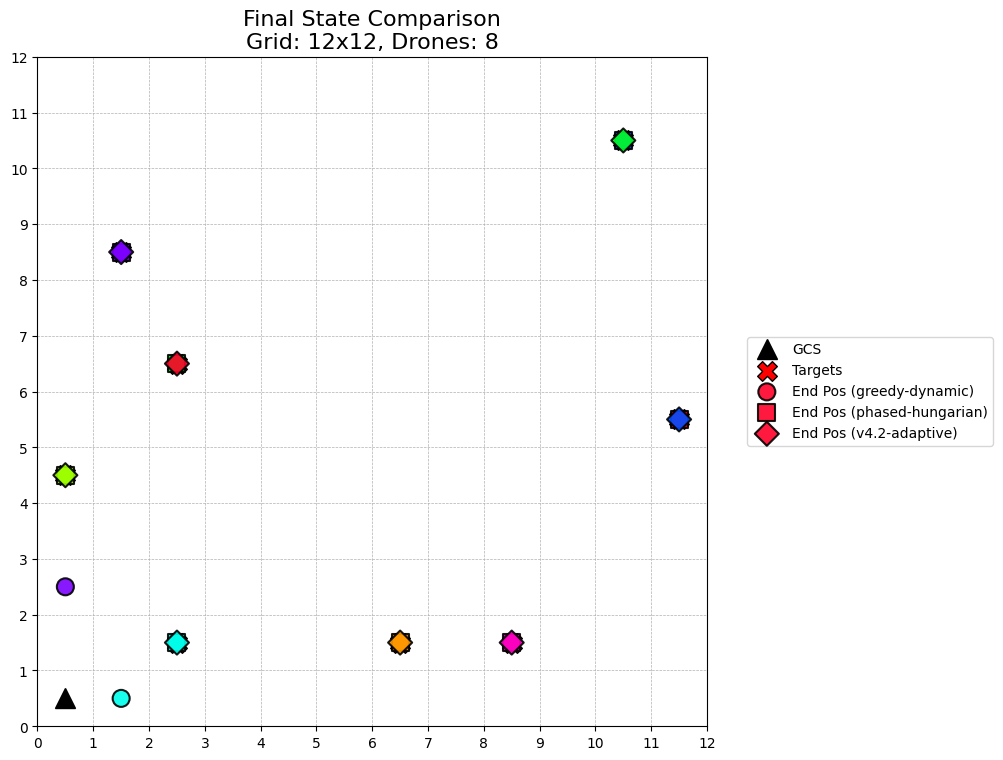 Final State Comparison
Grid: 12x12, Drones: 8
12
11
10
9
8
7
6
5
4
3
2
1
0
0 1 2 3 4 5 6 7 8 9 10 11 12
GCS
Targets
End Pos (greedy-dynamic)
End Pos (phased-hungarian)
End Pos (v4.2-adaptive)